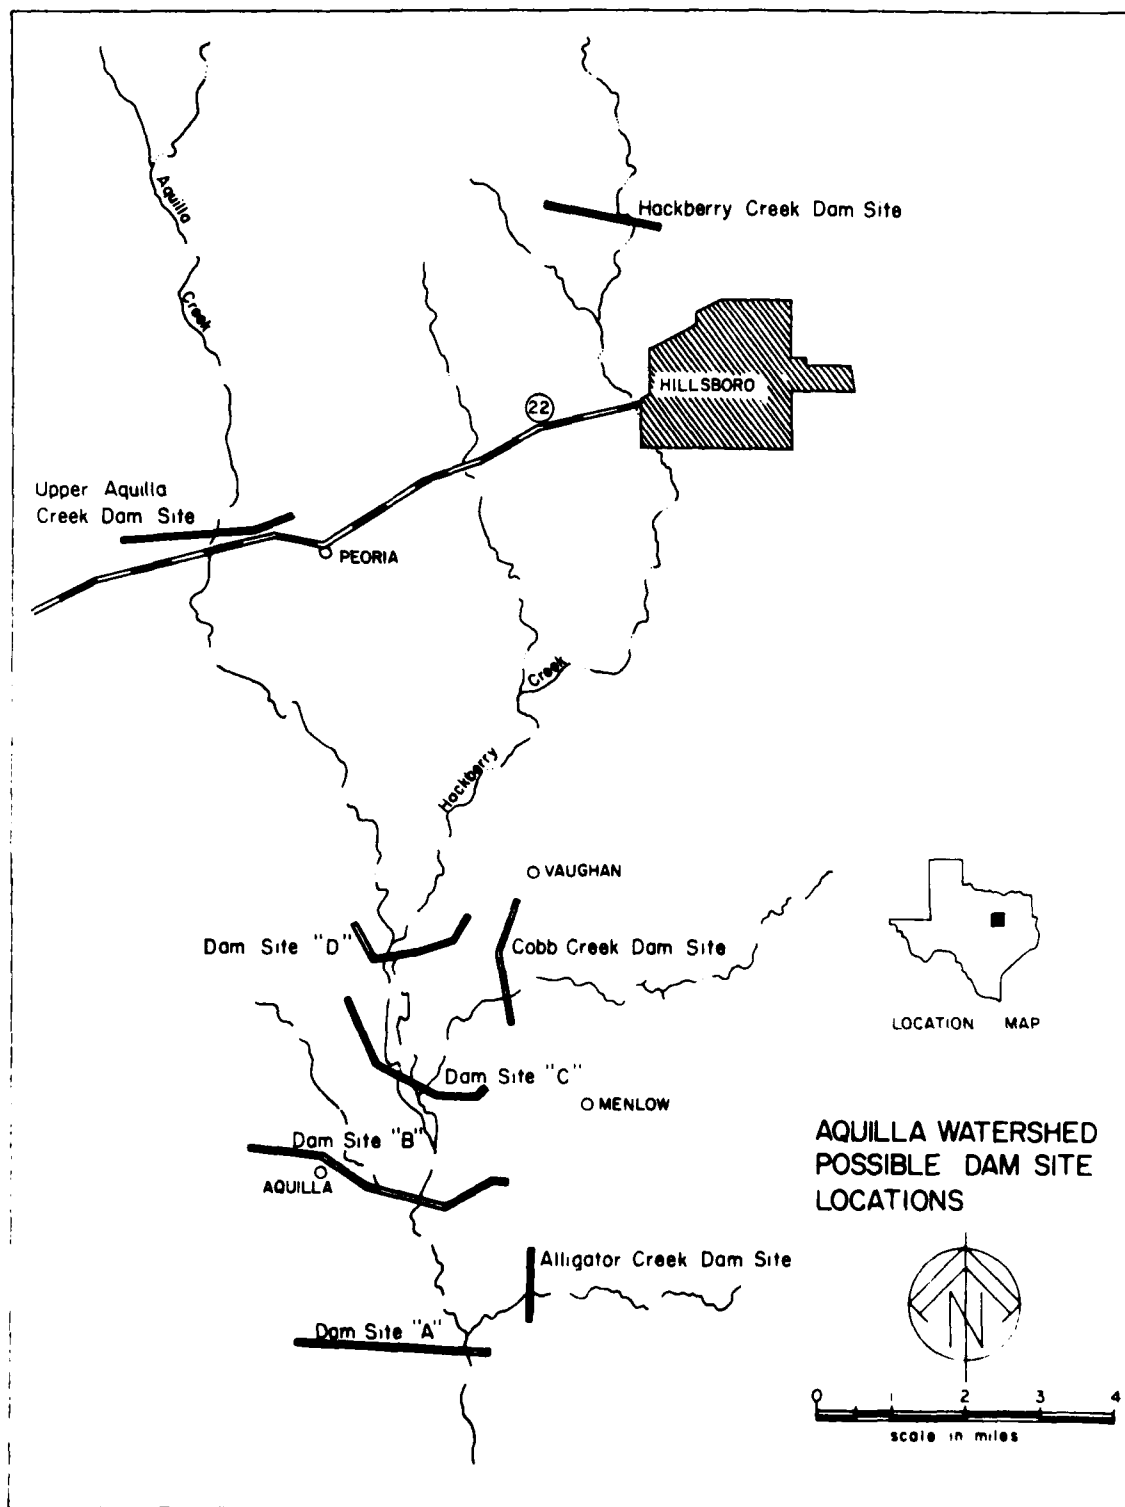 Aquilla
Creek
Hackberry Creek Dam Site
HILLSBORO
22
Upper Aquilla
Creek Dam Site
PEORIA
Creek
Hackberry
VAUGHAN
Dam Site "D"
Cobb Creek Dam Site
LOCATION MAP
Dam Site "C"
MENLOW
AQUILLA WATERSHED
POSSIBLE DAM SITE
LOCATIONS
Dam Site "B"
AQUILLA
Alligator Creek Dam Site
N
Dam Site "A"
0 1 2 3 4
scale in miles